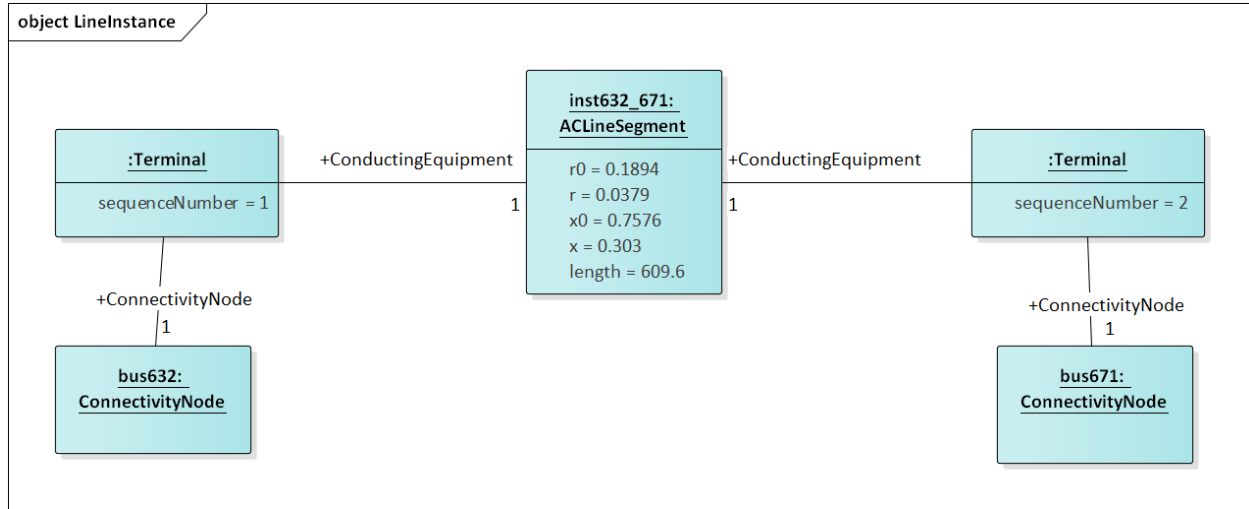 object LineInstance
:Terminal
sequenceNumber = 1
+ConductingEquipment
1
inst632_671:
ACLineSegment
r0 = 0.1894
r = 0.0379
x0 = 0.7576
x = 0.303
length = 609.6
+ConductingEquipment
1
:Terminal
sequenceNumber = 2
+ConnectivityNode
1
bus632:
ConnectivityNode
+ConnectivityNode
1
bus671:
ConnectivityNode